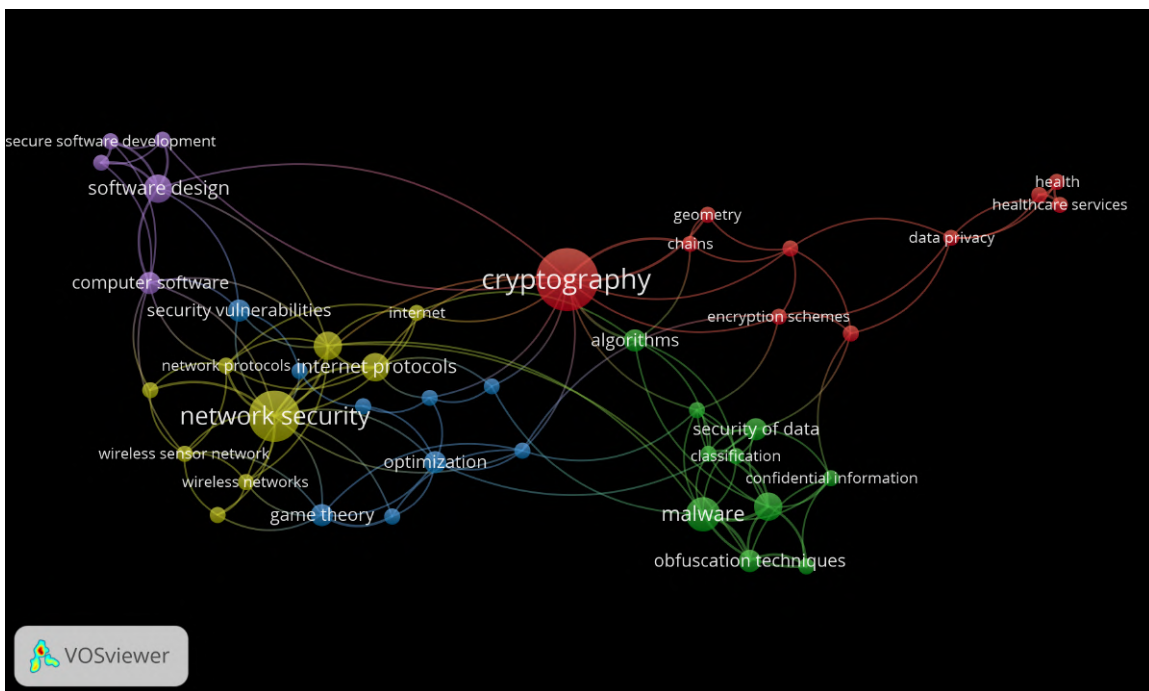 secure software development
software design
health
healthcare services
geometry
data privacy
chains
cryptography
computer software
security vulnerabilities
internet
encryption schemes
algorithms
network protocols
internet protocols
network security
security of data
wireless sensor network
classification
optimization
confidential information
wireless networks
game theory
malware
obfuscation techniques
VOSviewer